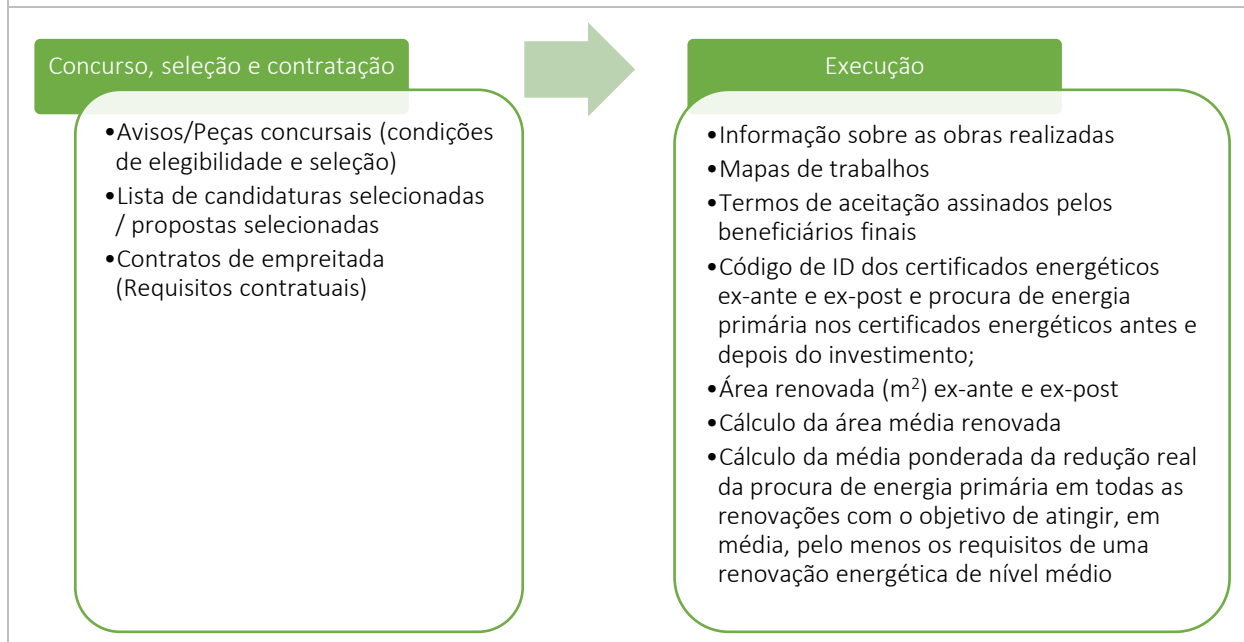 Concurso, seleção e contratação
•Avisos/Peças concursais (condições
de elegibilidade e seleção)
•Lista de candidaturas selecionadas
/ propostas selecionadas
•Contratos de empreitada
(Requisitos contratuais)
Execução
•Informação sobre as obras realizadas
•Mapas de trabalhos
•Termos de aceitação assinados pelos
beneficiários finais
•Código de ID dos certificados energéticos
ex-ante e ex-post e procura de energia
primária nos certificados energéticos antes e
depois do investimento;
•Área renovada (m²) ex-ante e ex-post
•Cálculo da área média renovada
•Cálculo da média ponderada da redução real
da procura de energia primária em todas as
renovações com o objetivo de atingir, em
média, pelo menos os requisitos de uma
renovação energética de nível médio